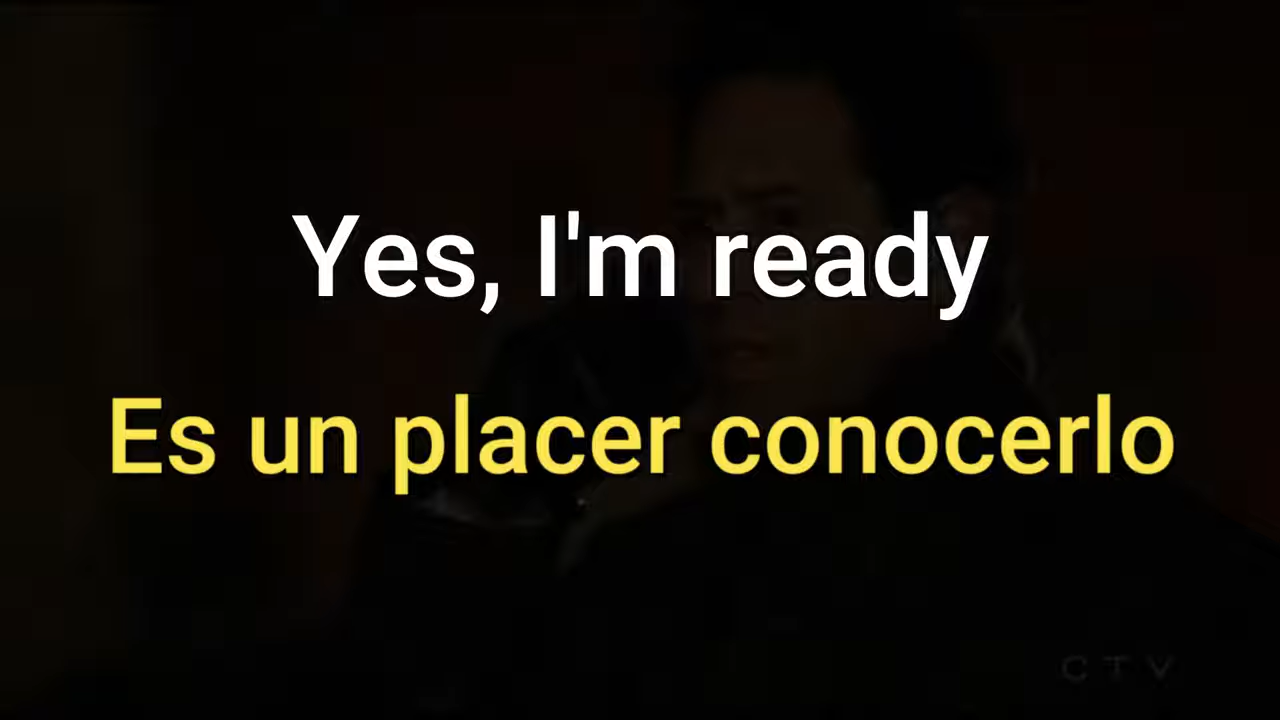 Yes, I'm ready
Es un placer conocerlo
CTV